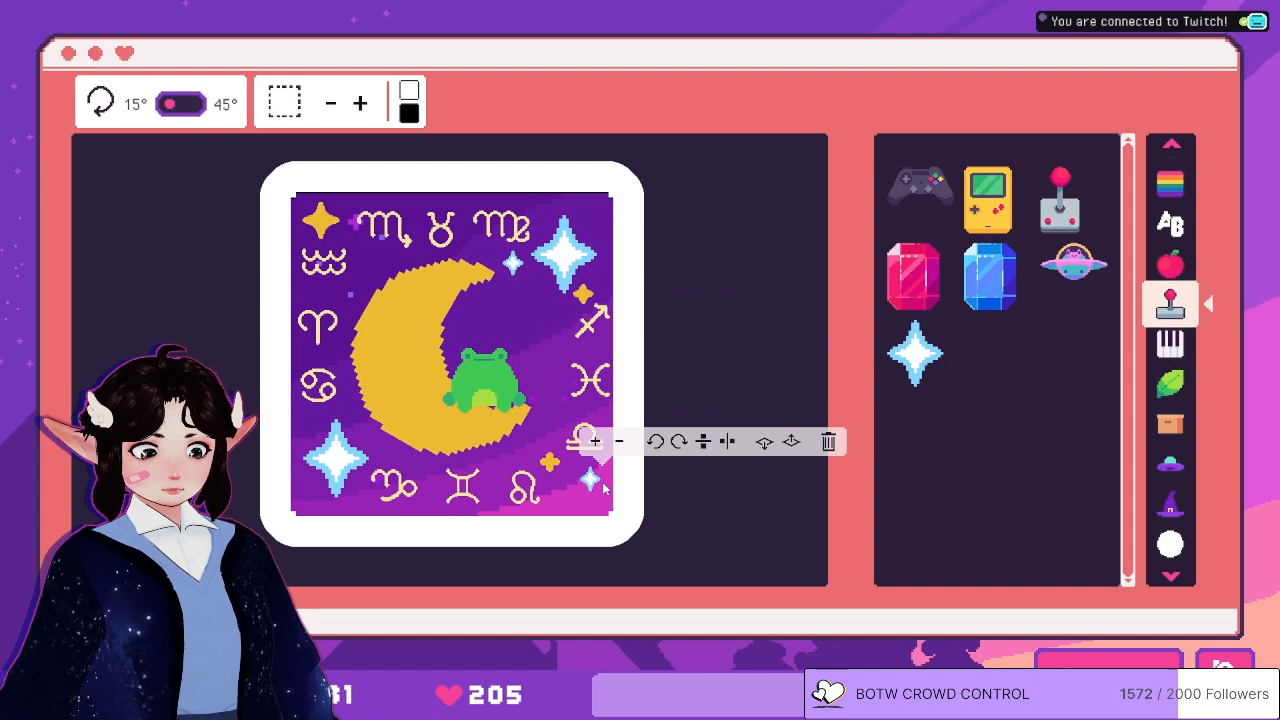 You are connected to Twitch!
15° 45°
AB
205
BOTW CROWD CONTROL 1572 / 2000 Followers